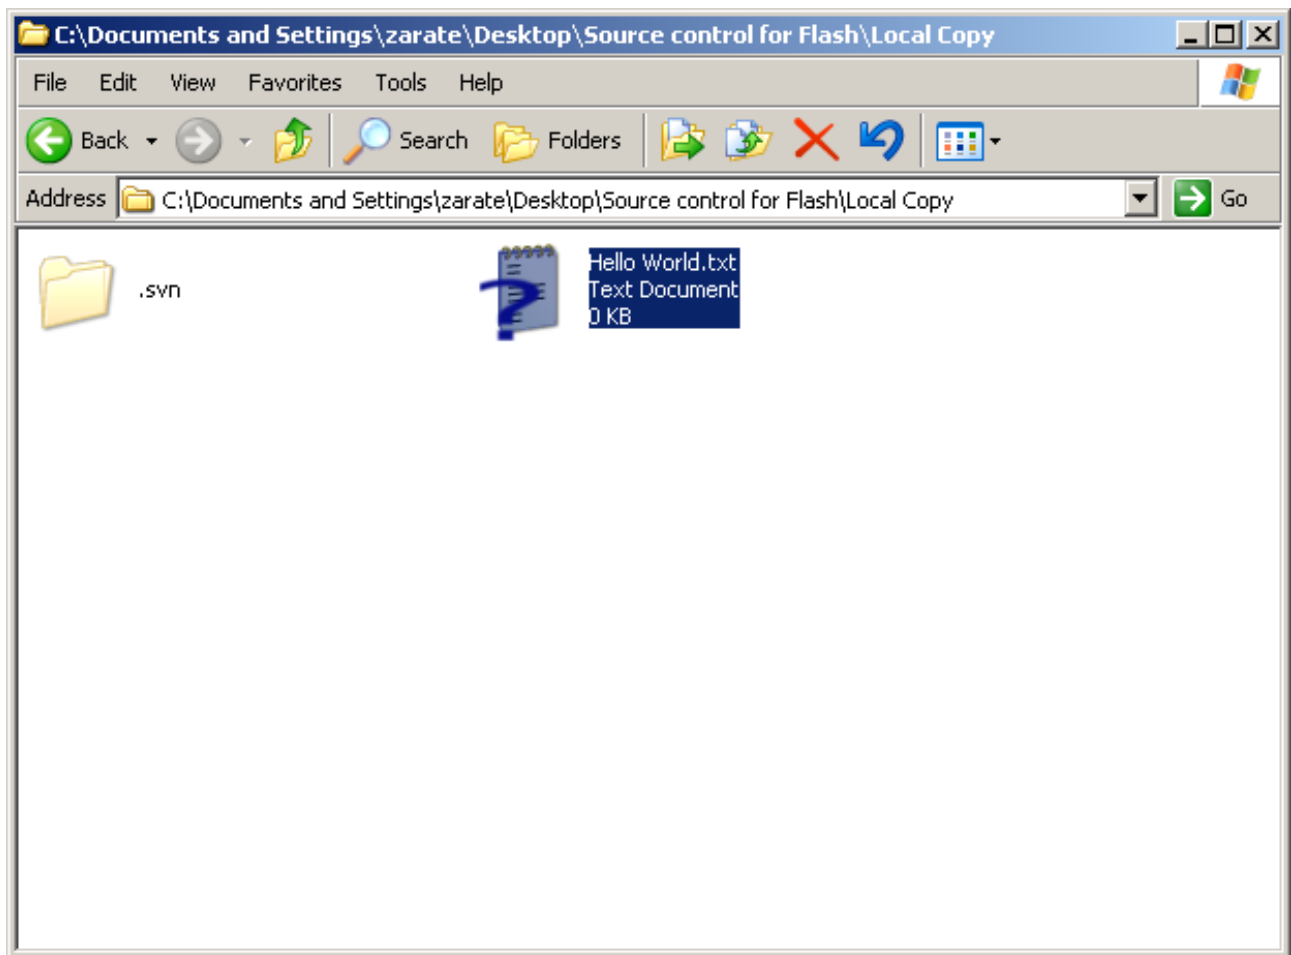 C:\Documents and Settings\zarate\Desktop\Source control for Flash\Local Copy
File Edit View Favorites Tools Help
Back Search Folders
Address C:\Documents and Settings\zarate\Desktop\Source control for Flash\Local Copy Go
.svn
Hello World.txt
Text Document
0 KB